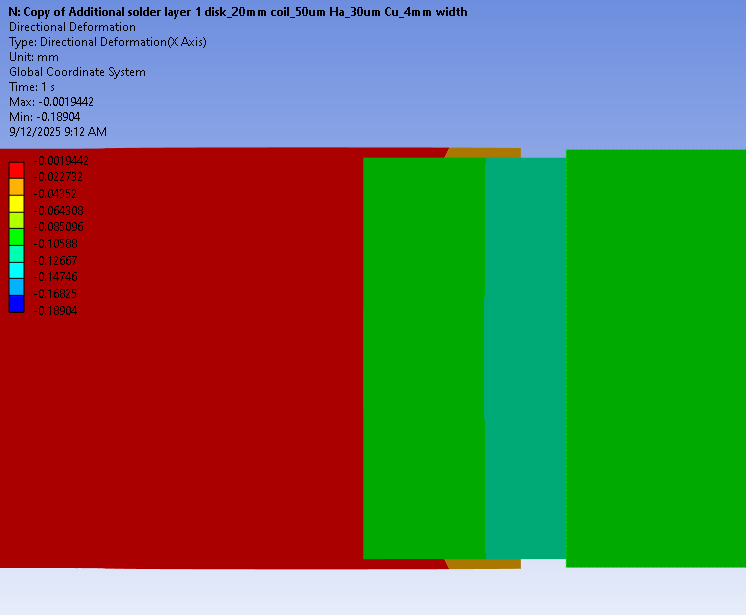 N: Copy of Additional solder layer 1 disk_20mm coil_50um Ha_30um Cu_4mm width
Directional Deformation
Type: Directional Deformation(X Axis)
Unit: mm
Global Coordinate System
Time: 1 s
Max: -0.0019442
Min: -0.18904
9/12/2025 9:12 AM
-0.0019442
-0.022732
-0.04352
-0.064308
-0.085096
-0.10588
-0.12667
-0.14746
-0.16825
-0.18904